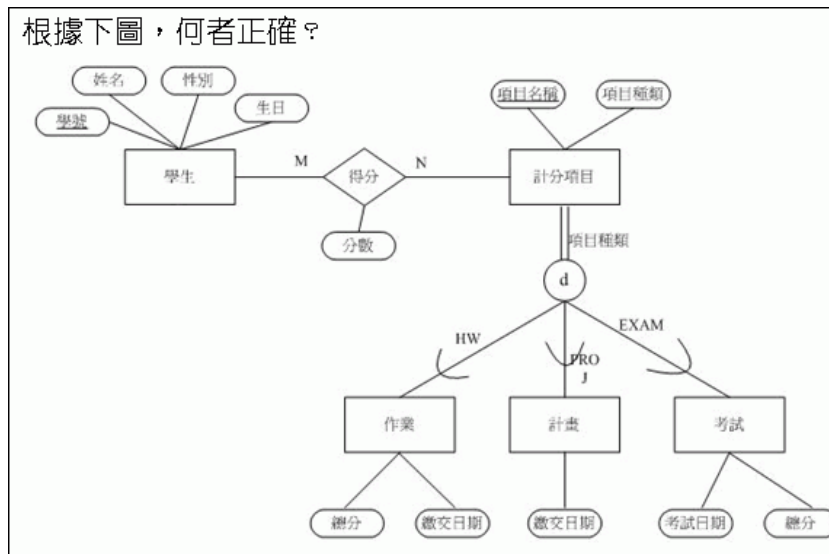 根據下圖，何者正確？
姓名
性別
生日
學號
項目名稱
項目種類
學生
M
得分
N
計分項目
分數
項目種類
d
HW
PRO
J
EXAM
作業
計畫
考試
總分
繳交日期
繳交日期
考試日期
總分